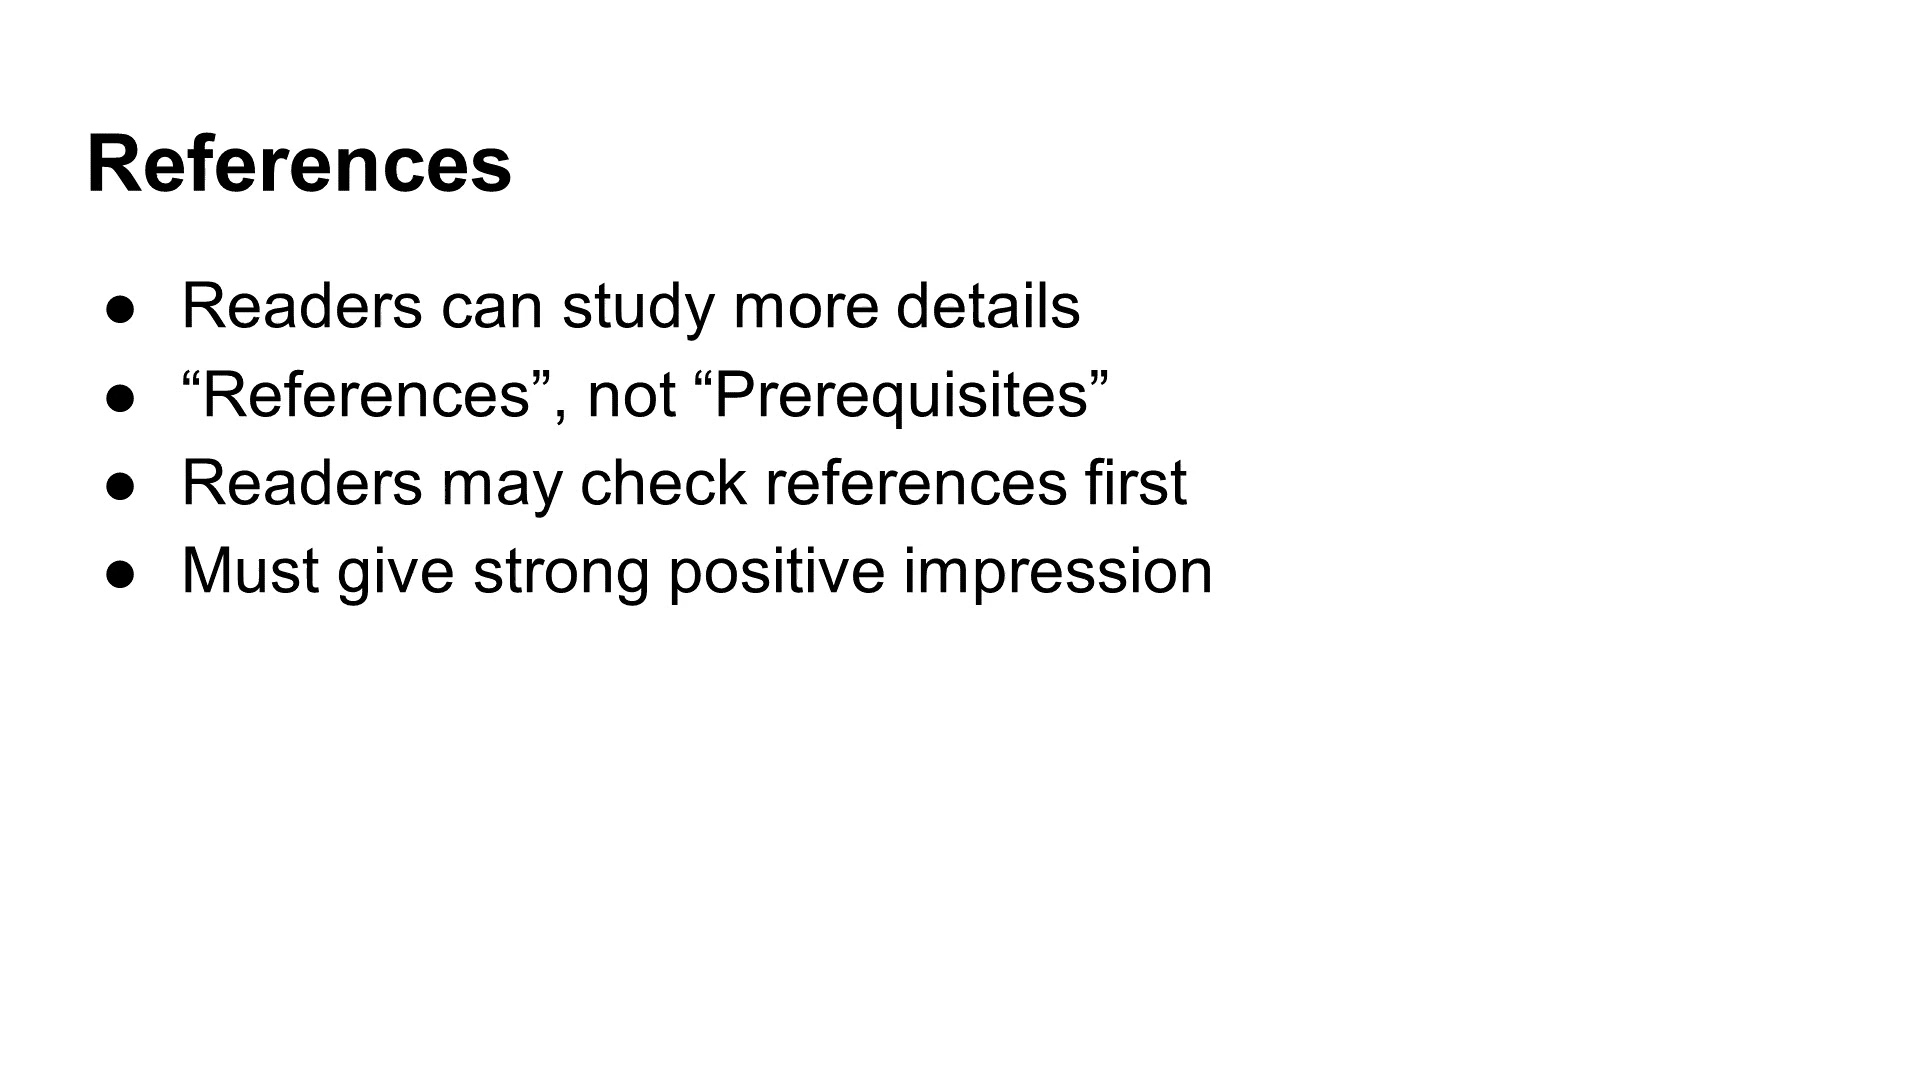 References
● Readers can study more details
● “References”, not “Prerequisites”
● Readers may check references first
● Must give strong positive impression